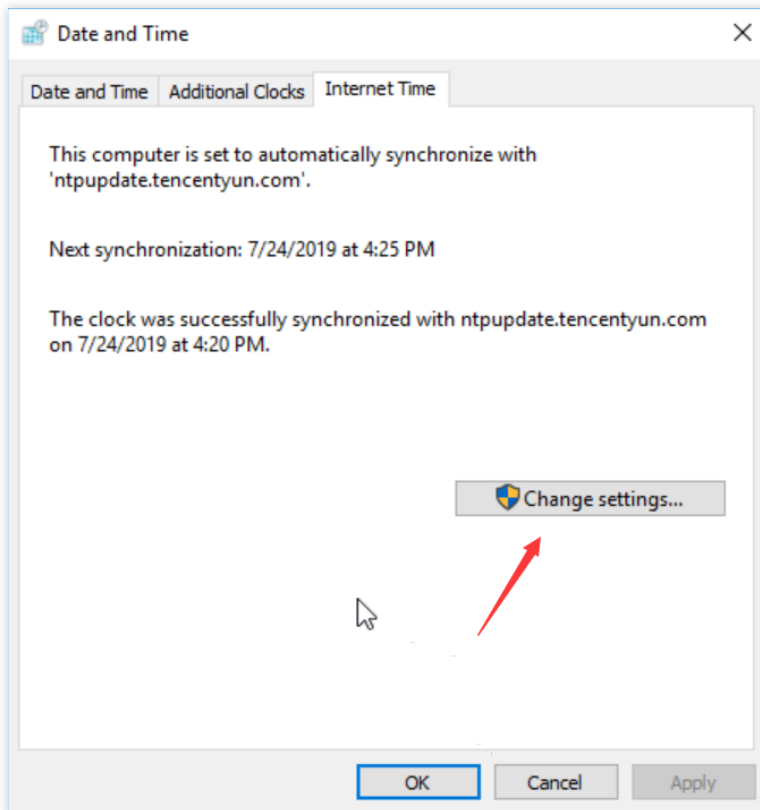 Date and Time
Date and Time Additional Clocks Internet Time
This computer is set to automatically synchronize with
'ntpupdate.tencentyun.com'.
Next synchronization: 7/24/2019 at 4:25 PM
The clock was successfully synchronized with ntpupdate.tencentyun.com
on 7/24/2019 at 4:20 PM.
Change settings...
OK Cancel Apply